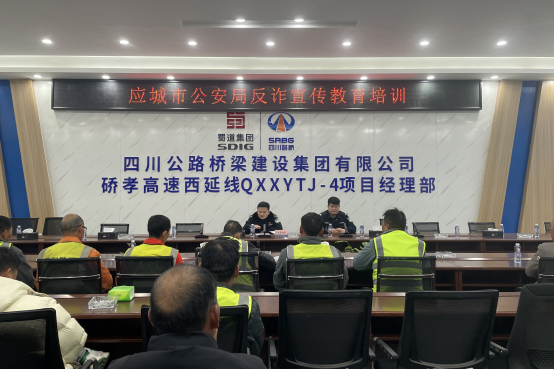 应城市公安局反诈宣传教育培训
蜀道集团
SDIG
SRBG
四川路桥
四川公路桥梁建设集团有限公司
硚孝高速西延线QXXYTJ-4项目经理部